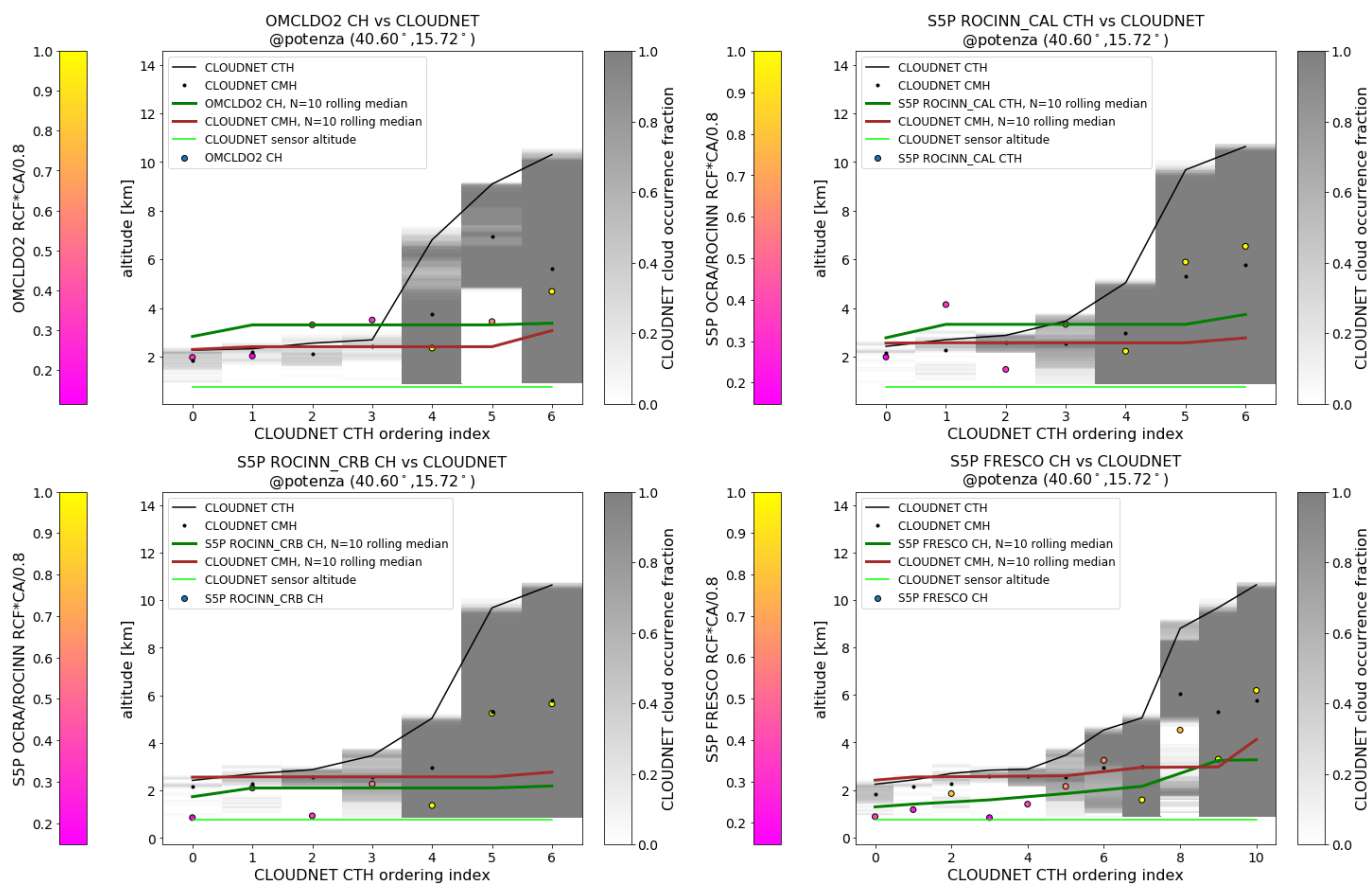 OMCLDO2 CH vs CLOUDNET
@potenza (40.60°,15.72°)
1.0
0.9
0.8
0.7
0.6
0.5
0.4
0.3
0.2
OMCLDO2 RCF*CA/0.8
14
12
10
8
6
4
2
altitude [km]
CLOUDNET CTH
CLOUDNET CMH
OMCLDO2 CH, N=10 rolling median
CLOUDNET CMH, N=10 rolling median
CLOUDNET sensor altitude
OMCLDO2 CH
0 1 2 3 4 5 6
CLOUDNET CTH ordering index
1.0
0.8
0.6
0.4
0.2
0.0
CLOUDNET cloud occurrence fraction
S5P ROCINN_CAL CTH vs CLOUDNET
@potenza (40.60°,15.72°)
1.0
0.9
0.8
0.7
0.6
0.5
0.4
0.3
0.2
S5P OCRA/ROCINN RCF*CA/0.8
14
12
10
8
6
4
2
altitude [km]
CLOUDNET CTH
CLOUDNET CMH
S5P ROCINN_CAL CTH, N=10 rolling median
CLOUDNET CMH, N=10 rolling median
CLOUDNET sensor altitude
S5P ROCINN_CAL CTH
0 1 2 3 4 5 6
CLOUDNET CTH ordering index
1.0
0.8
0.6
0.4
0.2
0.0
CLOUDNET cloud occurrence fraction
S5P ROCINN_CRB CH vs CLOUDNET
@potenza (40.60°,15.72°)
1.0
0.9
0.8
0.7
0.6
0.5
0.4
0.3
0.2
S5P OCRA/ROCINN RCF*CA/0.8
14
12
10
8
6
4
2
0
altitude [km]
CLOUDNET CTH
CLOUDNET CMH
S5P ROCINN_CRB CH, N=10 rolling median
CLOUDNET CMH, N=10 rolling median
CLOUDNET sensor altitude
S5P ROCINN_CRB CH
0 1 2 3 4 5 6
CLOUDNET CTH ordering index
1.0
0.8
0.6
0.4
0.2
0.0
CLOUDNET cloud occurrence fraction
S5P FRESCO CH vs CLOUDNET
@potenza (40.60°,15.72°)
1.0
0.9
0.8
0.7
0.6
0.5
0.4
0.3
0.2
S5P FRESCO RCF*CA/0.8
14
12
10
8
6
4
2
0
altitude [km]
CLOUDNET CTH
CLOUDNET CMH
S5P FRESCO CH, N=10 rolling median
CLOUDNET CMH, N=10 rolling median
CLOUDNET sensor altitude
S5P FRESCO CH
0 2 4 6 8 10
CLOUDNET CTH ordering index
1.0
0.8
0.6
0.4
0.2
0.0
CLOUDNET cloud occurrence fraction